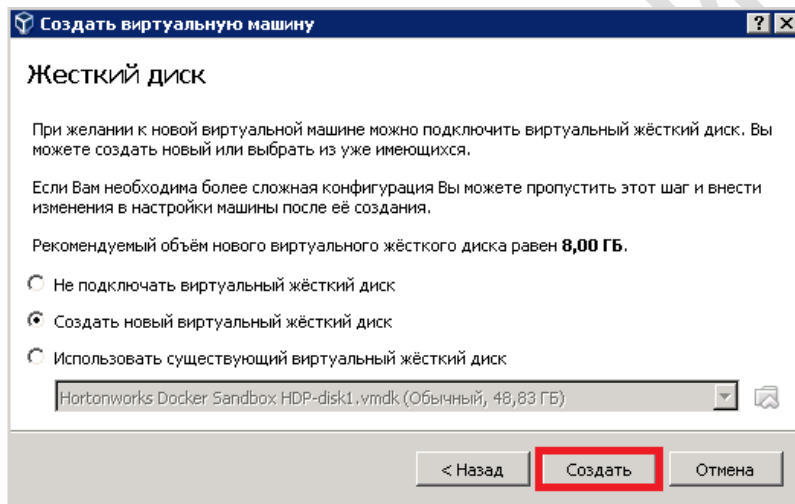 Создать виртуальную машину
Жесткий диск
При желании к новой виртуальной машине можно подключить виртуальный жёсткий диск. Вы
можете создать новый или выбрать из уже имеющихся.
Если Вам необходима более сложная конфигурация Вы можете пропустить этот шаг и внести
изменения в настройки машины после её создания.
Рекомендуемый объём нового виртуального жёсткого диска равен 8,00 ГБ.
Не подключать виртуальный жёсткий диск
Создать новый виртуальный жёсткий диск
Использовать существующий виртуальный жёсткий диск
Hortonworks Docker Sandbox HDP-disk1.vmdk (Обычный, 48,83 ГБ)
< Назад Создать Отмена